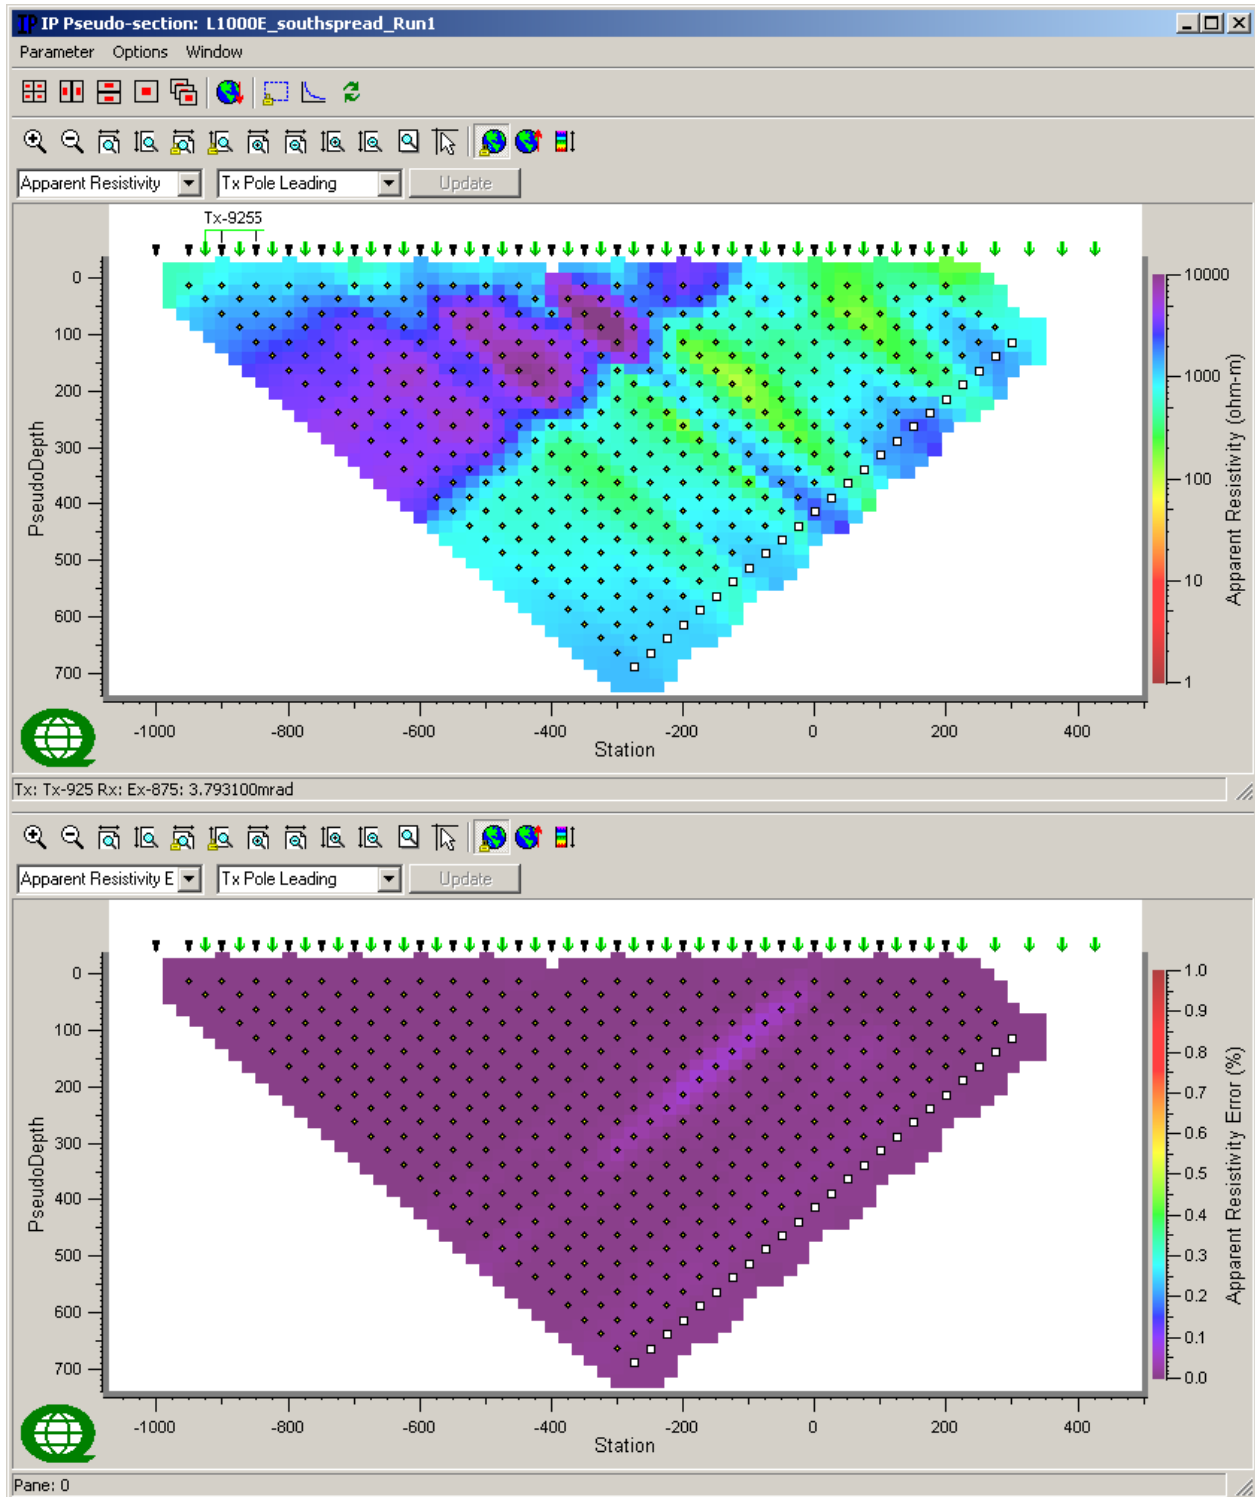 IP Pseudo-section: L1000E_southspread_Run1
Parameter Options Window
Apparent Resistivity Tx Pole Leading Update
Tx-9255
0
100
200
300
400
500
600
700
PseudoDepth
10000
1000
100
10
1
Apparent Resistivity (ohm-m)
-1000 -800 -600 -400 -200 0 200 400
Station
Tx: Tx-925 Rx: Ex-875: 3.793100mrad
Apparent Resistivity E Tx Pole Leading Update
0
100
200
300
400
500
600
700
PseudoDepth
1.0
0.9
0.8
0.7
0.6
0.5
0.4
0.3
0.2
0.1
0.0
Apparent Resistivity Error (%)
-1000 -800 -600 -400 -200 0 200 400
Station
Pane: 0